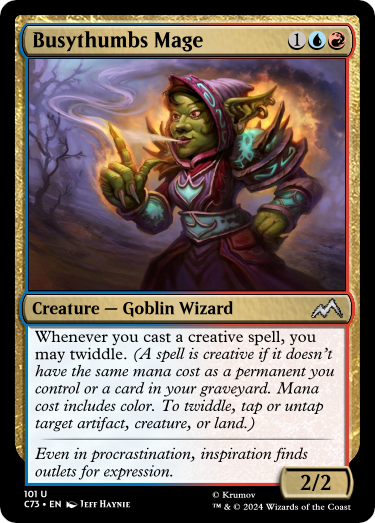 Busythumbs Mage 1
Creature — Goblin Wizard
Whenever you cast a creative spell, you
may twiddle. (A spell is creative if it doesn't
have the same mana cost as a permanent you
control or a card in your graveyard. Mana
cost includes color. To twiddle, tap or untap
target artifact, creature, or land.)
Even in procrastination, inspiration finds
outlets for expression.
2/2
101 U
C73 • EN Jeff Haynie
© Krumov
™ & © 2024 Wizards of the Coast